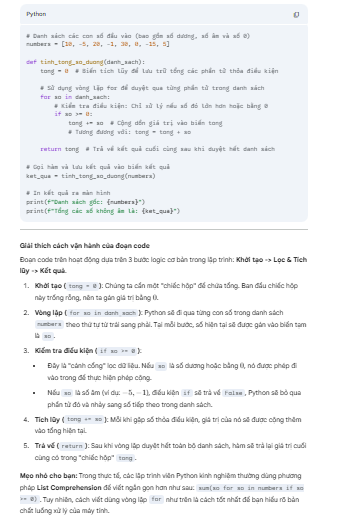 Python
# Danh sách các con số đầu vào (bao gồm số dương, số âm và số 0)
numbers = [10, -5, 20, -1, 30, 0, -15, 5]
def tinh_tong_so_duong(danh_sach):
tong = 0 # Biến tích lũy để lưu trữ tổng các phần tử thỏa điều kiện
# Sử dụng vòng lặp for để duyệt qua từng phần tử trong danh sách
for so in danh_sach:
# Kiểm tra điều kiện: Chỉ xử lý nếu số đó lớn hơn hoặc bằng 0
if so >= 0:
tong += so # Cộng dồn giá trị vào biến tong
# Tương đương với: tong = tong + so
return tong # Trả về kết quả cuối cùng sau khi duyệt hết danh sách
# Gọi hàm và lưu kết quả vào biến kết quả
ket_qua = tinh_tong_so_duong(numbers)
# In kết quả ra màn hình
print(f"Danh sách gốc: {numbers}")
print(f"Tổng các số không âm là: {ket_qua}")
Giải thích cách vận hành của đoạn code
Đoạn code hoạt động dựa trên 3 bước logic cơ bản trong lập trình: Khởi tạo -> Lọc & Tích
lũy -> Kết quả.
1. Khởi tạo ( tong = 0 ): Chúng ta cần một "chiếc hộp" để chứa tổng. Ban đầu chiếc hộp
này trống rỗng, nên ta gán giá trị bằng 0.
2. Vòng lặp ( for so in danh_sach ): Python sẽ đi qua từng con số trong danh sách
numbers theo thứ tự từ trái sang phải. Tại mỗi bước, số hiện tại sẽ được gán vào biến tạm
là so .
3. Kiểm tra điều kiện ( if so >= 0 ):
• Đây là "cánh cổng" lọc dữ liệu. Nếu so là số dương hoặc bằng 0, nó được phép đi
vào trong để thực hiện phép cộng.
• Nếu so là số âm (ví dụ: −5, −1), điều kiện if sẽ trả về False , Python sẽ bỏ qua
phần tử đó và nhảy sang số tiếp theo trong danh sách.
4. Tích lũy ( tong += so ): Mỗi khi gặp số thỏa điều kiện, giá trị của nó sẽ được cộng thêm
vào tổng hiện tại.
5. Trả về ( return ): Sau khi vòng lặp duyệt hết toàn bộ danh sách, hàm sẽ trả lại giá trị cuối
cùng có trong "chiếc hộp" tong .
Mẹo nhỏ cho bạn: Trong thực tế, các lập trình viên Python kinh nghiệm thường dùng phương
pháp List Comprehension để viết ngắn gọn hơn như sau: sum(so for so in numbers if so
>= 0) . Tuy nhiên, cách viết dùng vòng lặp for như trên là cách tốt nhất để bạn hiểu rõ bản
chất luồng xử lý của máy tính.